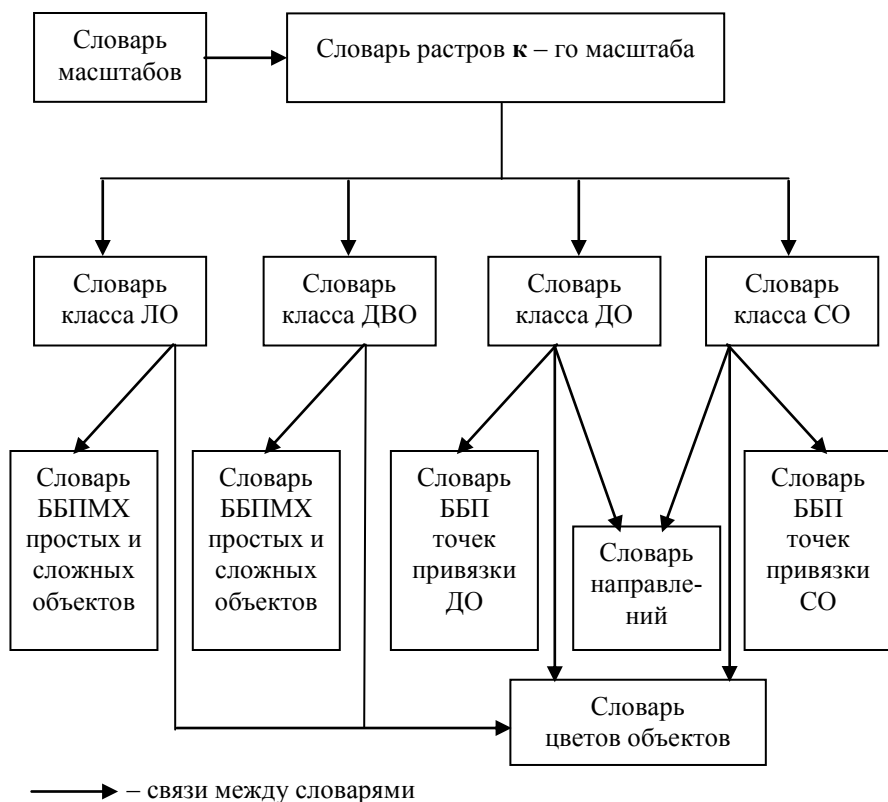 Словарь
масштабов
Словарь растров к – го масштаба
Словарь
класса ЛО
Словарь
класса ДВО
Словарь
класса ДО
Словарь
класса СО
Словарь
ББПМХ
простых и
сложных
объектов
Словарь
ББПМХ
простых и
сложных
объектов
Словарь
ББП
точек
привязки
ДО
Словарь
направле-
ний
Словарь
ББП
точек
привязки
СО
Словарь
цветов объектов
– связи между словарями